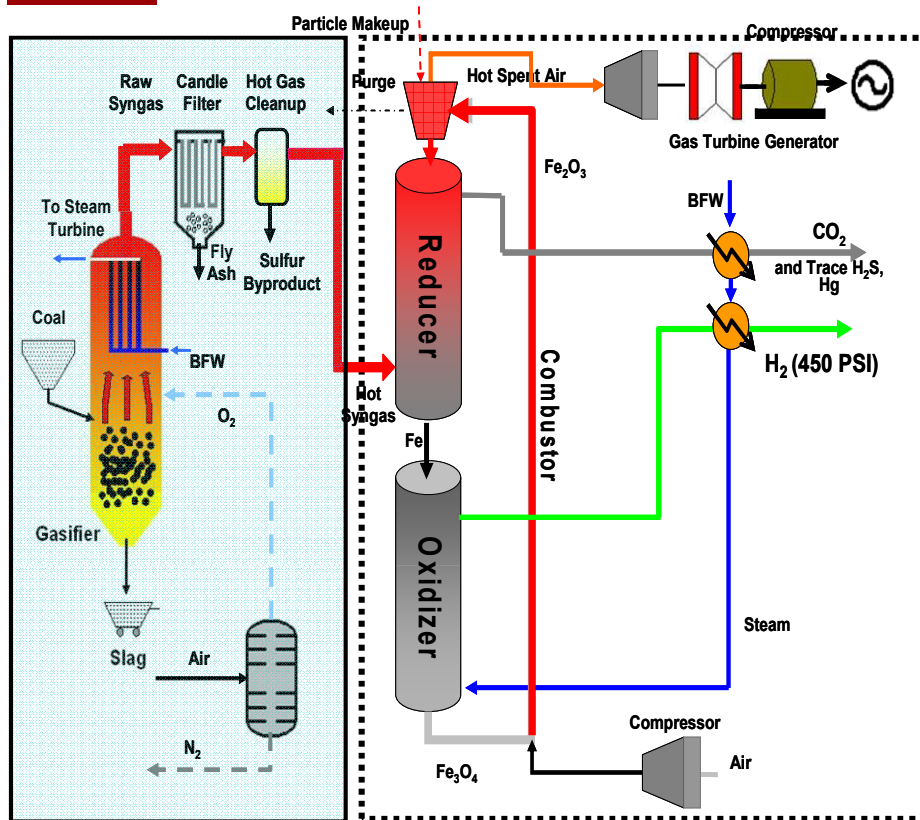 Particle Makeup
Compressor
Raw
Syngas
Candle
Filter
Hot Gas
Cleanup
Purge
Hot Spent Air
Gas Turbine Generator
Fe2O3
To Steam
Turbine
BFW
CO2
and Trace H2S,
Hg
Fly
Ash
Sulfur
Byproduct
Reducer
Coal
BFW
H2 (450 PSI)
Combustor
Hot
Syngas
O2
Fe
Gasifier
Oxidizer
Slag
Air
Steam
N2
Fe3O4
Compressor
Air